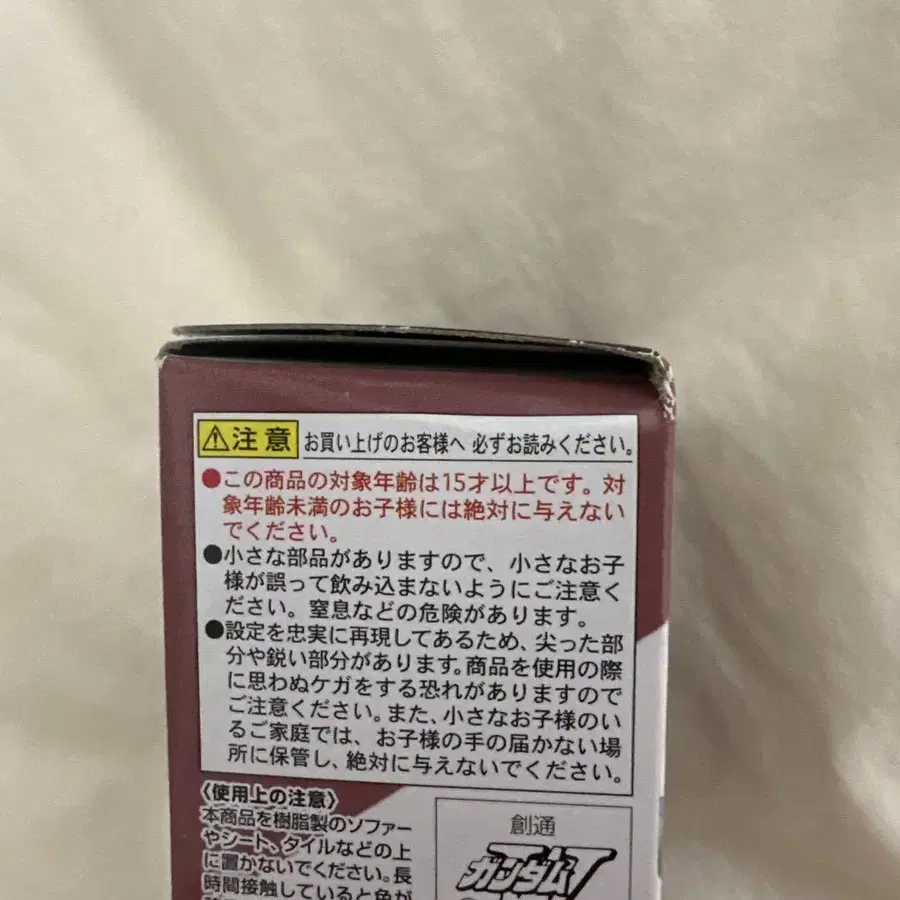 注意 お買い上げのお客様へ 必ずお読みください。
●この商品の対象年齢は15才以上です。対
象年齢未満のお子様には絶対に与えない
でください。
●小さな部品がありますので、小さなお子
様が誤って飲み込まないようにご注意く
ださい。窒息などの危険があります。
●設定を忠実に再現してあるため、尖った部
分や鋭い部分があります。商品を使用の際
に思わぬケガをする恐れがありますので
ご注意ください。また、小さなお子様のい
るご家庭では、お子様の手の届かない場
所に保管し、絶対に与えないでください。
〈使用上の注意〉
本商品を樹脂製のソファー
やシート、タイルなどの上
に置かないでください。長
時間接触していると色が
創通
ガンダム